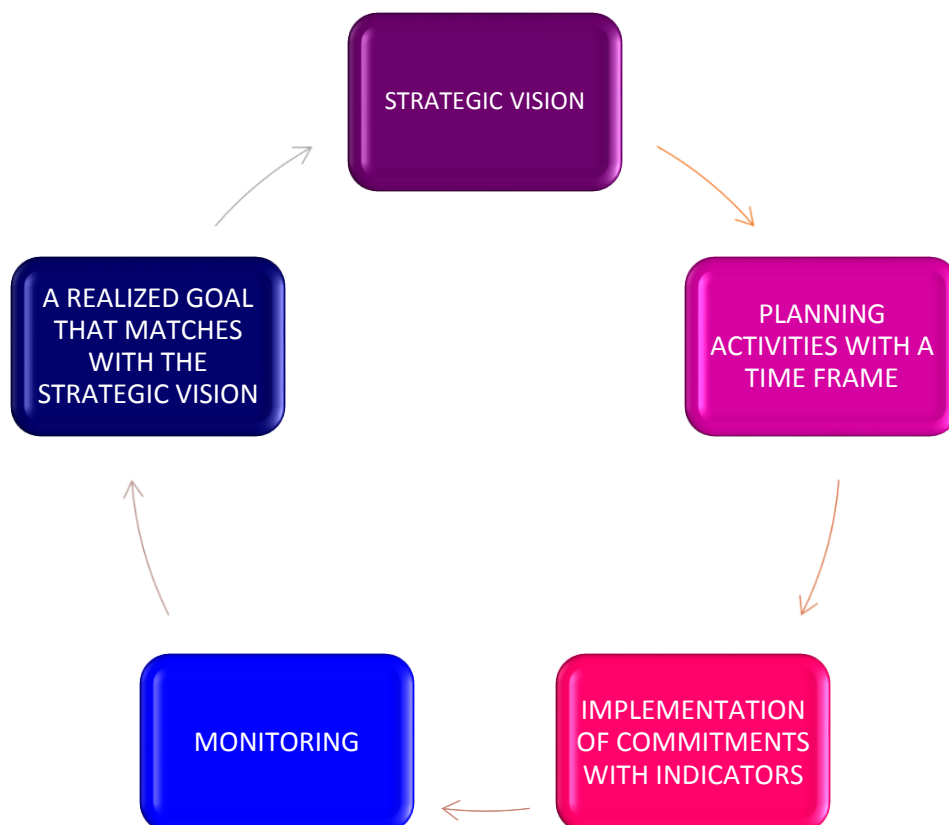 STRATEGIC VISION
PLANNING
ACTIVITIES WITH A
TIME FRAME
IMPLEMENTATION
OF COMMITMENTS
WITH INDICATORS
MONITORING
A REALIZED GOAL
THAT MATCHES
WITH THE
STRATEGIC VISION